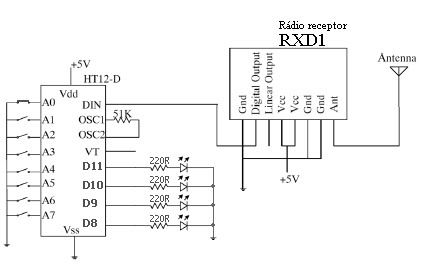 Rádio receptor
RXD1
Gnd
Digital Output
Linear Output
Vcc
Vcc
Gnd
Gnd
Ant
Antenna
+5V
+5V
HT12-D
Vdd
A0
A1
A2
A3
A4
A5
A6
A7
DIN
OSC1
OSC2
VT
D11
D10
D9
D8
Vss
51K
220R
220R
220R
220R